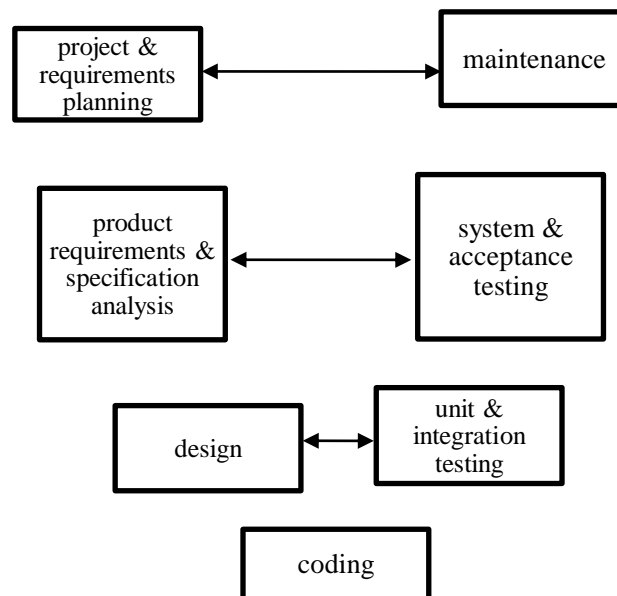 project &
requirements
planning
maintenance
product
requirements &
specification
analysis
system &
acceptance
testing
design
unit &
integration
testing
coding